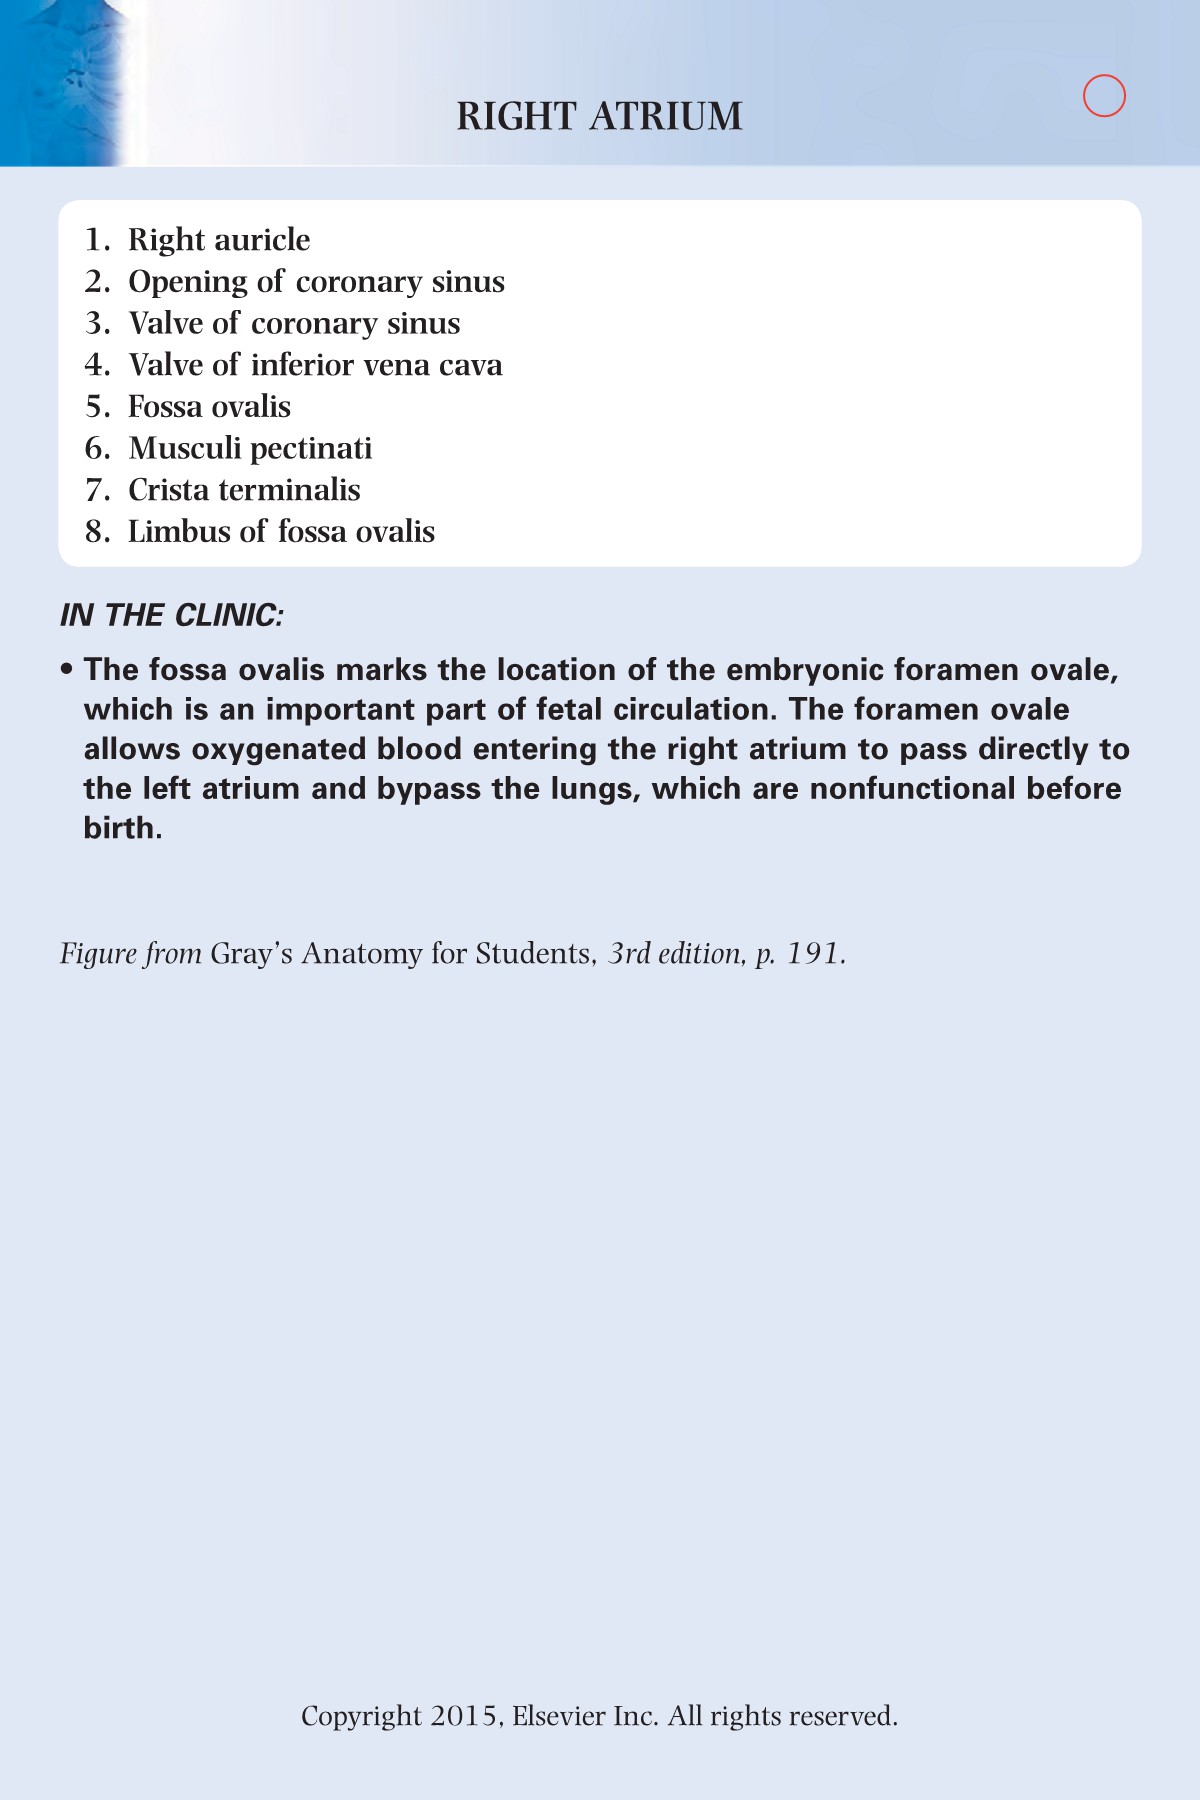 RIGHT ATRIUM
1. Right auricle
2. Opening of coronary sinus
3. Valve of coronary sinus
4. Valve of inferior vena cava
5. Fossa ovalis
6. Musculi pectinati
7. Crista terminalis
8. Limbus of fossa ovalis
IN THE CLINIC:
• The fossa ovalis marks the location of the embryonic foramen ovale,
which is an important part of fetal circulation. The foramen ovale
allows oxygenated blood entering the right atrium to pass directly to
the left atrium and bypass the lungs, which are nonfunctional before
birth.
Figure from Gray’s Anatomy for Students, 3rd edition, p. 191.
Copyright 2015, Elsevier Inc. All rights reserved.